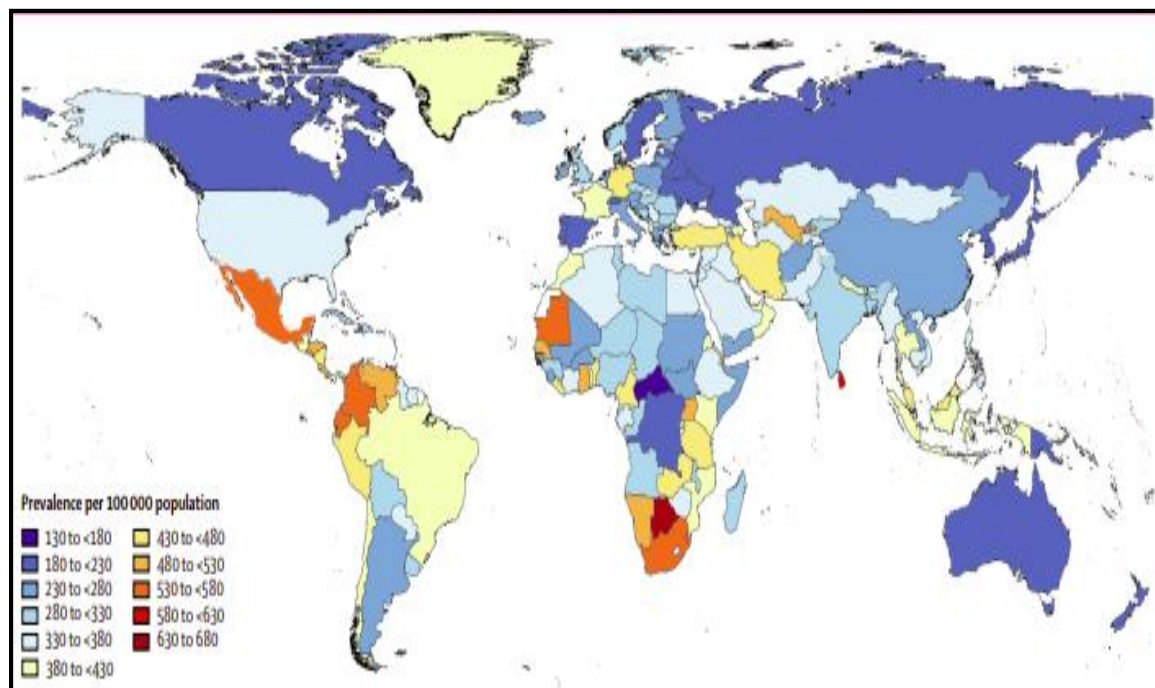 Prevalence per 100 000 population
130 to <180
180 to <230
230 to <280
280 to <330
330 to <380
380 to <430
430 to <480
480 to <530
530 to <580
580 to <630
630 to 680